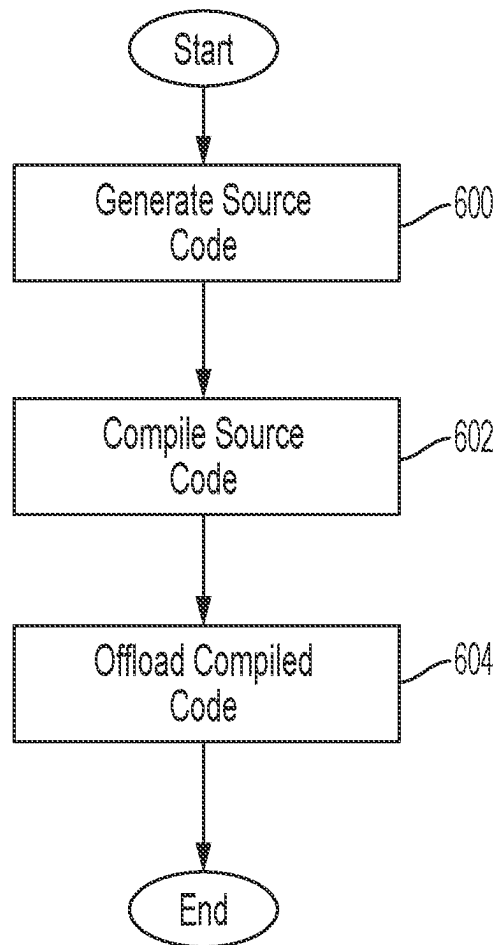 Start
Generate Source
Code
600
Compile Source
Code
602
Offload Compiled
Code
604
End